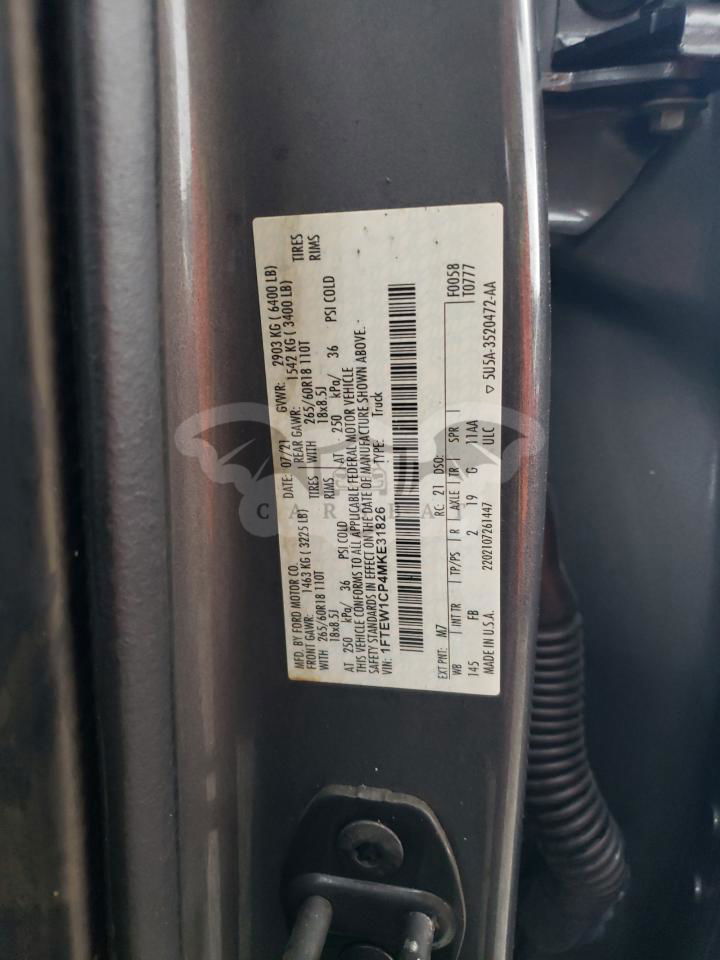 MFD. BY FORD MOTOR CO. DATE: 07/21 GVWR: 2903 KG ( 6400 LB)
FRONT GAWR: 1463 KG ( 3225 LB) REAR GAWR: 1542 KG ( 3400 LB)
WITH 265/60R18 110T TIRES WITH 265/60R18 110T TIRES
18x8.5J RIMS 18x8.5J RIMS
AT 250 kPa/ 36 PSI COLD AT 250 kPa/ 36 PSI COLD
THIS VEHICLE CONFORMS TO ALL APPLICABLE FEDERAL MOTOR VEHICLE
SAFETY STANDARDS IN EFFECT ON THE DATE OF MANUFACTURE SHOWN ABOVE.
VIN: 1FTEW1CP4MKE31826 TYPE: Truck
F0058
EXT PNT: M7 RC: 21 DSO: T0777
WB INT TR TP/PS R AXLE TR SPR
145 FB 2 19 G 11AA
MADE IN U.S.A. 2202107261447 ULC 5U5A-3520472-AA
CAR BAT